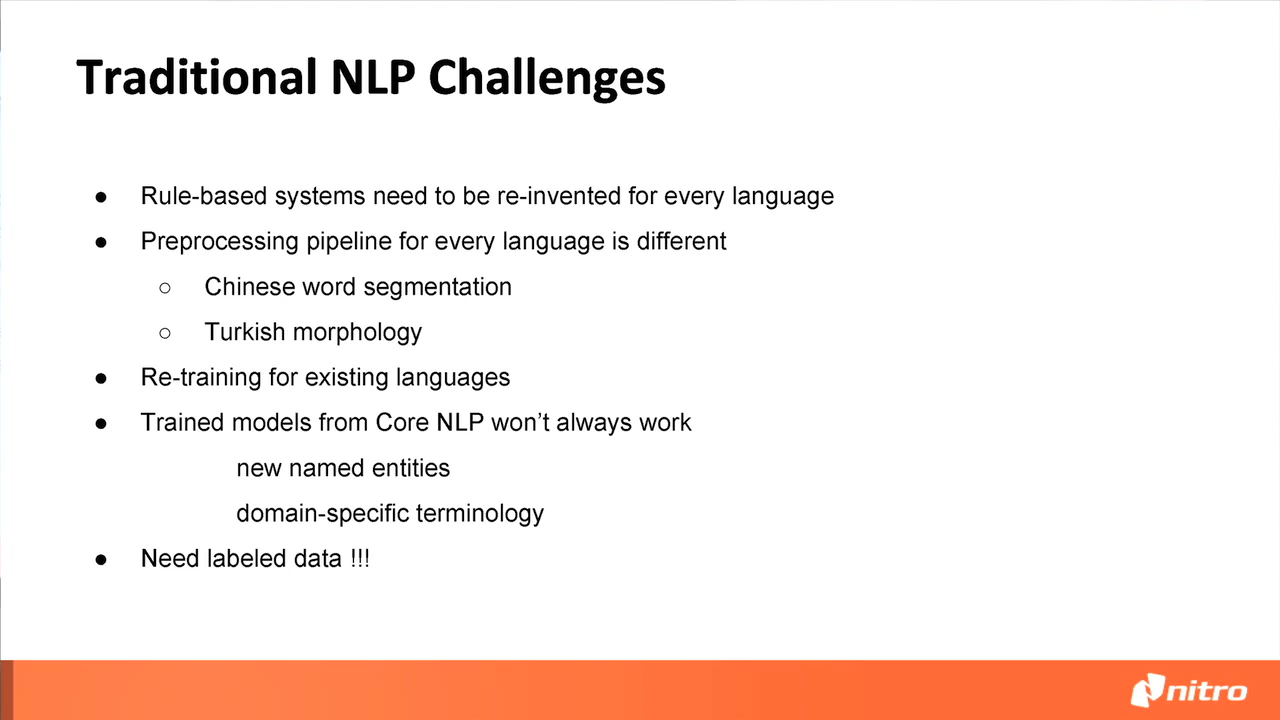 Traditional NLP Challenges
● Rule-based systems need to be re-invented for every language
● Preprocessing pipeline for every language is different
○ Chinese word segmentation
○ Turkish morphology
● Re-training for existing languages
● Trained models from Core NLP won’t always work
new named entities
domain-specific terminology
● Need labeled data !!!
nitro